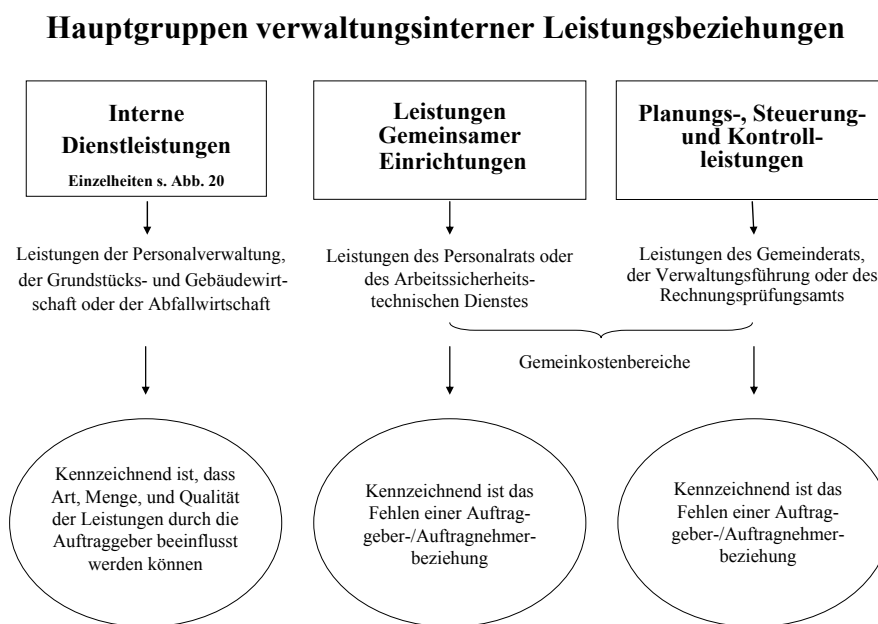 Hauptgruppen verwaltungsinterner Leistungsbeziehungen
Interne
Dienstleistungen
Einzelheiten s. Abb. 20
Leistungen
Gemeinsamer
Einrichtungen
Planungs-, Steuerung-
und Kontroll-
leistungen
Leistungen der Personalverwaltung,
der Grundstücks- und Gebäudewirt-
schaft oder der Abfallwirtschaft
Leistungen des Personalrats oder
des Arbeitssicherheits-
technischen Dienstes
Leistungen des Gemeinderats,
der Verwaltungsführung oder des
Rechnungsprüfungsamts
Gemeinkostenbereiche
Kennzeichnend ist, dass
Art, Menge, und Qualität
der Leistungen durch die
Auftraggeber beeinflusst
werden können
Kennzeichnend ist das
Fehlen einer Auftrag-
geber-/Auftragnehmer-
beziehung
Kennzeichnend ist das
Fehlen einer Auftrag-
geber-/Auftragnehmer-
beziehung